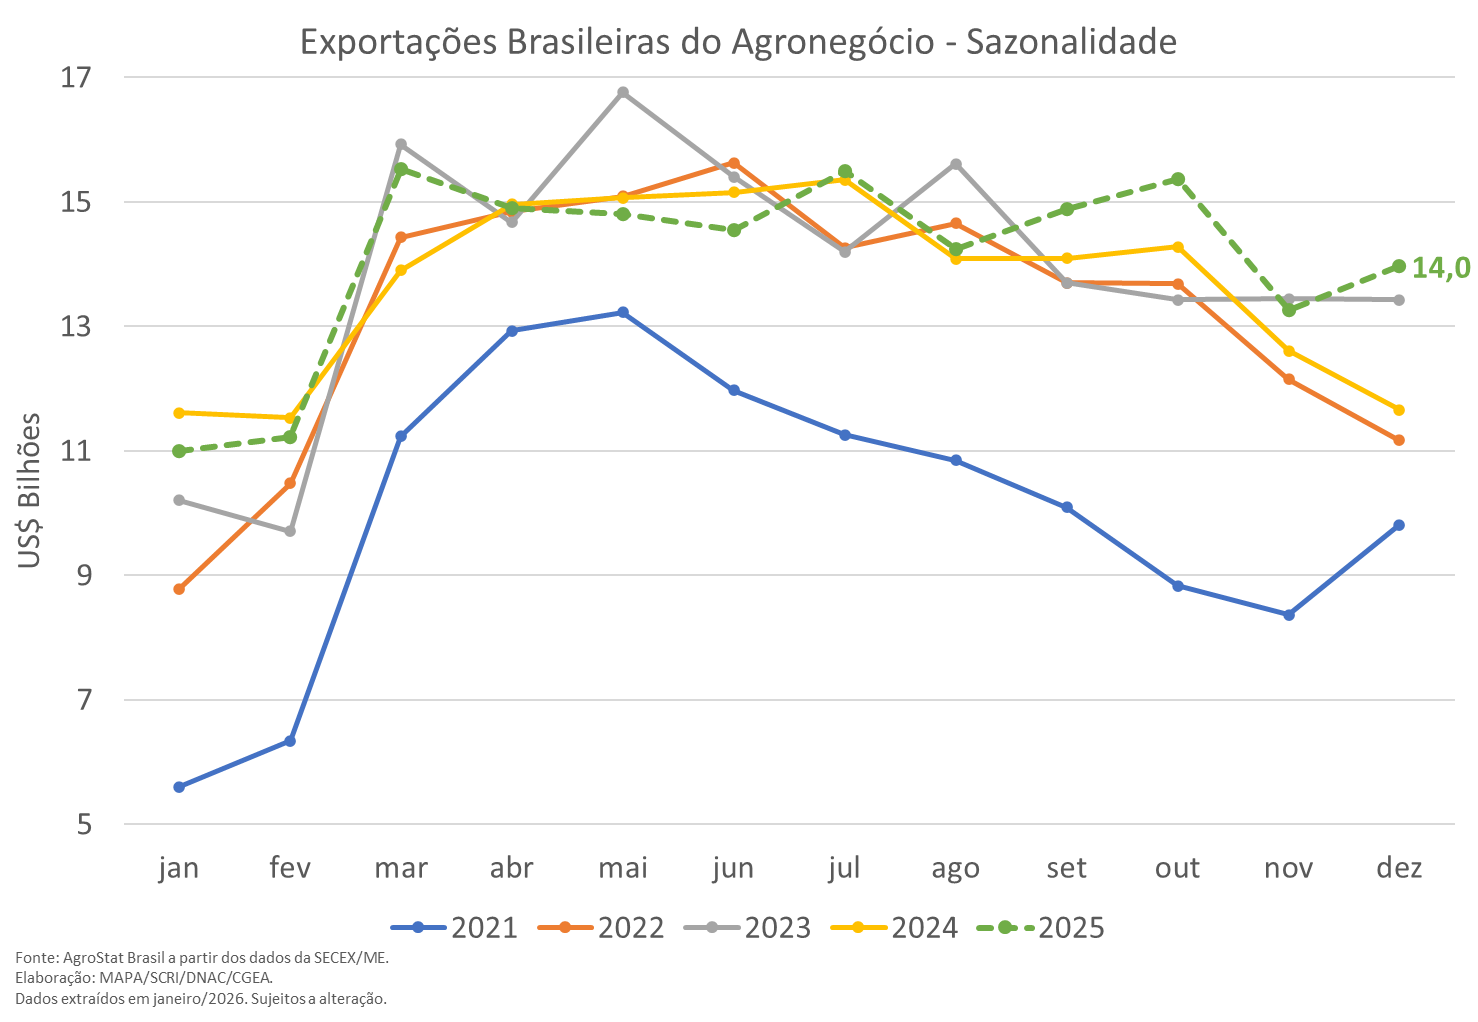 Exportações Brasileiras do Agronegócio - Sazonalidade
17
15
13
11
9
7
5
US$ Bilhões
14,0
jan fev mar abr mai jun jul ago set out nov dez
2021 2022 2023 2024 2025
Fonte: AgroStat Brasil a partir dos dados da SECEX/ME.
Elaboração: MAPA/SCRI/DNAC/CGEA.
Dados extraídos em janeiro/2026. Sujeitos a alteração.